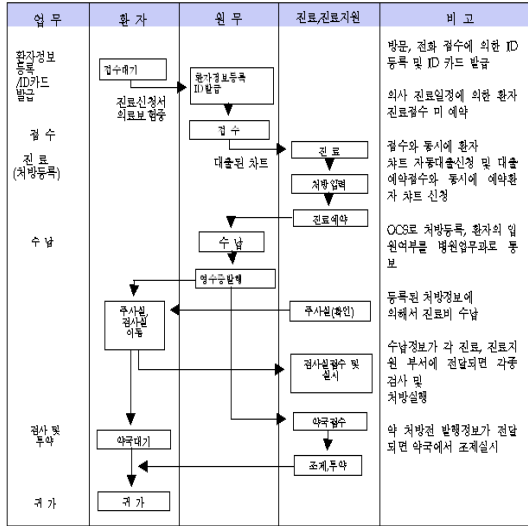 업 무
환 자
원 무
진료,진료지원
비 고
환자정보
등록
/ID카드
발급
접수대기
환자정보등록
ID발급
방문, 전화 접수에 의한 ID
등록 및 ID 카드 발급
진료신청서
의료보험증
의사 진료일정에 의한 환자
진료접수 및 예약
접 수
접 수
대출된 차트
진 료
(처방등록)
진 료
처방입력
진료예약
접수와 동시에 환자
차트 자동대출신청 및 대출
예약접수와 동시에 예약환
자 차트 신청
수 납
수 납
OCS로 처방등록, 환자의 입
원여부를 병원업무과로 통
보
영수증발행
주사실,
검사실
이동
주사실(확인)
등록된 처방정보에
의해서 진료비 수납
검사실접수 및
실시
수납정보가 각 진료, 진료지
원 부서에 전달되면 각종
검사 및
처방실행
검사 및
투약
약국대기
약국접수
조제,투약
약 처방전 발행정보가 전달
되면 약국에서 조제실시
귀 가
귀 가